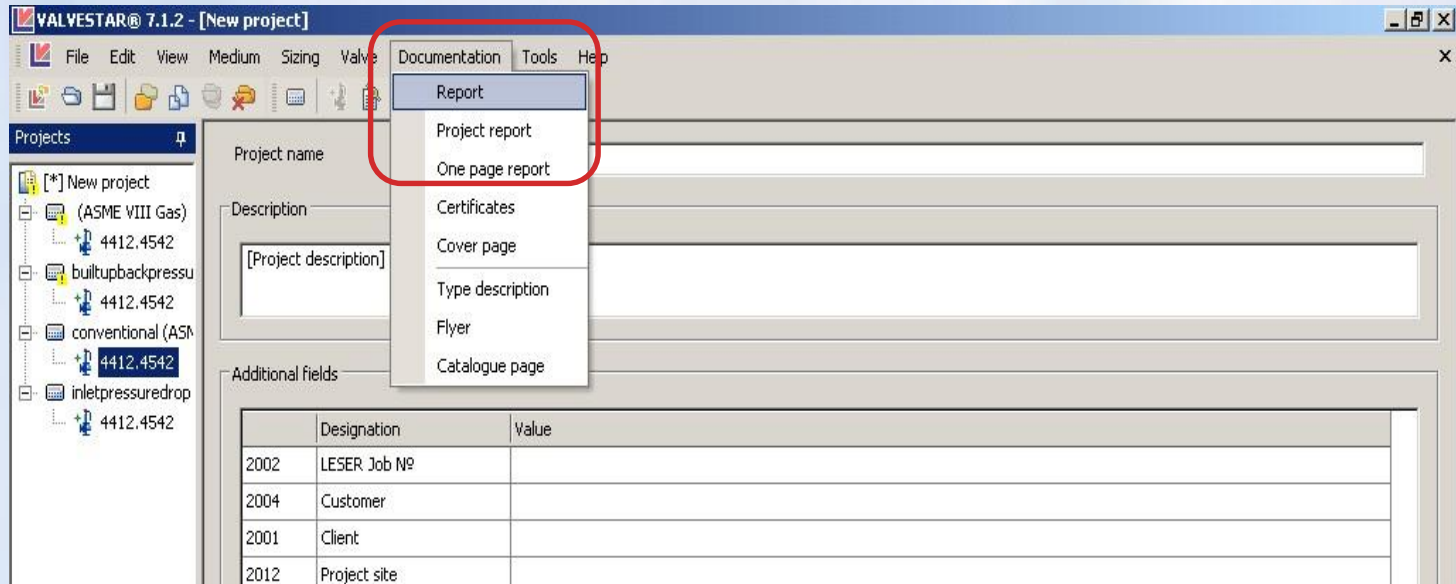 VALVESTAR® 7.1.2 - [New project]
File Edit View Medium Sizing Valve Documentation Tools Help
Report
Project report
One page report
Certificates
Cover page
Type description
Flyer
Catalogue page
Projects
[*] New project
(ASME VIII Gas)
4412.4542
builtupbackpressu
4412.4542
conventional (ASM
4412.4542
inletpressuredrop
4412.4542
Project name
Description
[Project description]
Additional fields
Designation Value
2002 LESER Job Nº
2004 Customer
2001 Client
2012 Project site